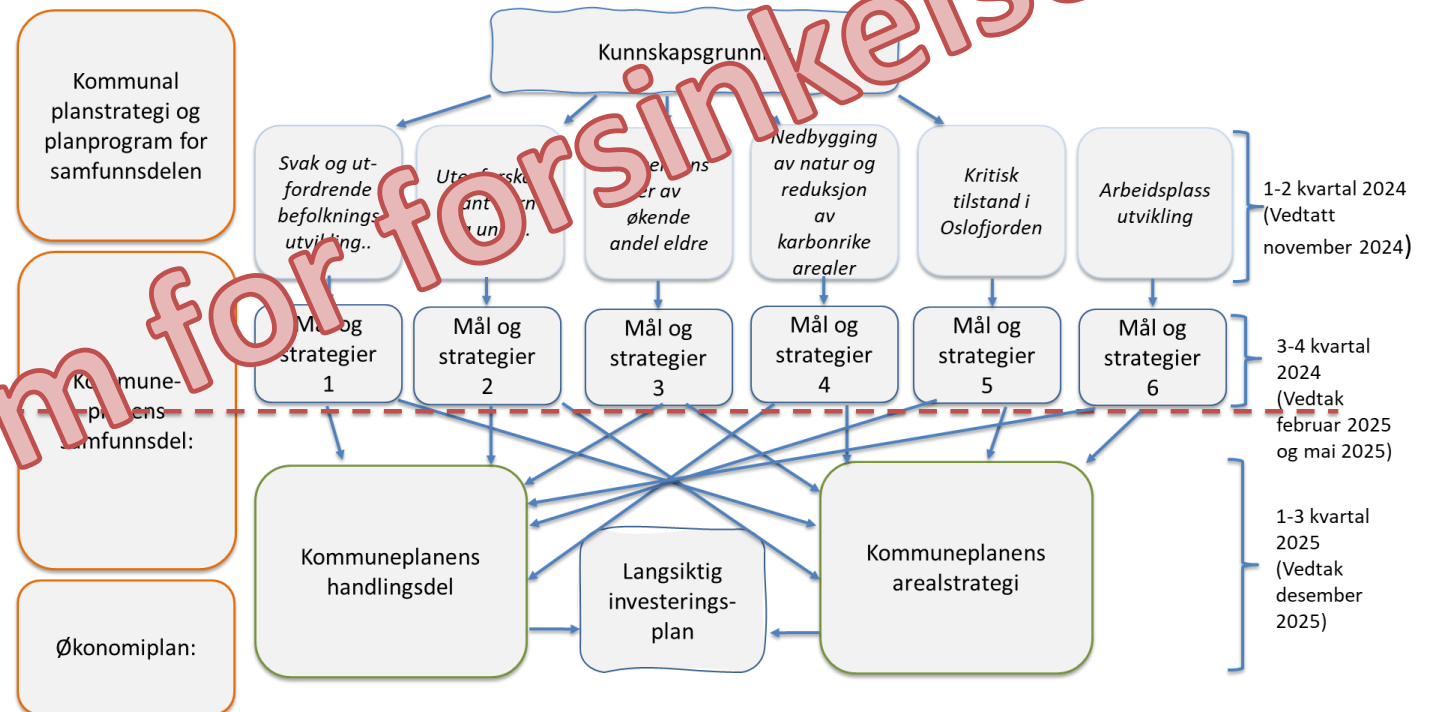 Kommunal
planstrategi og
planprogram for
samfunnsdelen
Kommune-
planens
samfunnsdel:
Økonomiplan:
m for forsinkelse
Svak og ut-
fordrende
befolknings
utvikling..
økende
andel eldre
Nedbygging
av natur og
reduksjon
av
karbonrike
arealer
Kritisk
tilstand i
Oslofjorden
Arbeidsplass
utvikling
1-2 kvartal 2024
(Vedtatt
november 2024)
Mål og
strategier
1
Mål og
strategier
2
Mål og
strategier
3
Mål og
strategier
4
Mål og
strategier
5
Mål og
strategier
6
3-4 kvartal
2024
(Vedtak
februar 2025
og mai 2025)
Kommuneplanens
handlingsdel
Langsiktig
investerings-
plan
Kommuneplanens
arealstrategi
1-3 kvartal
2025
(Vedtak
desember
2025)